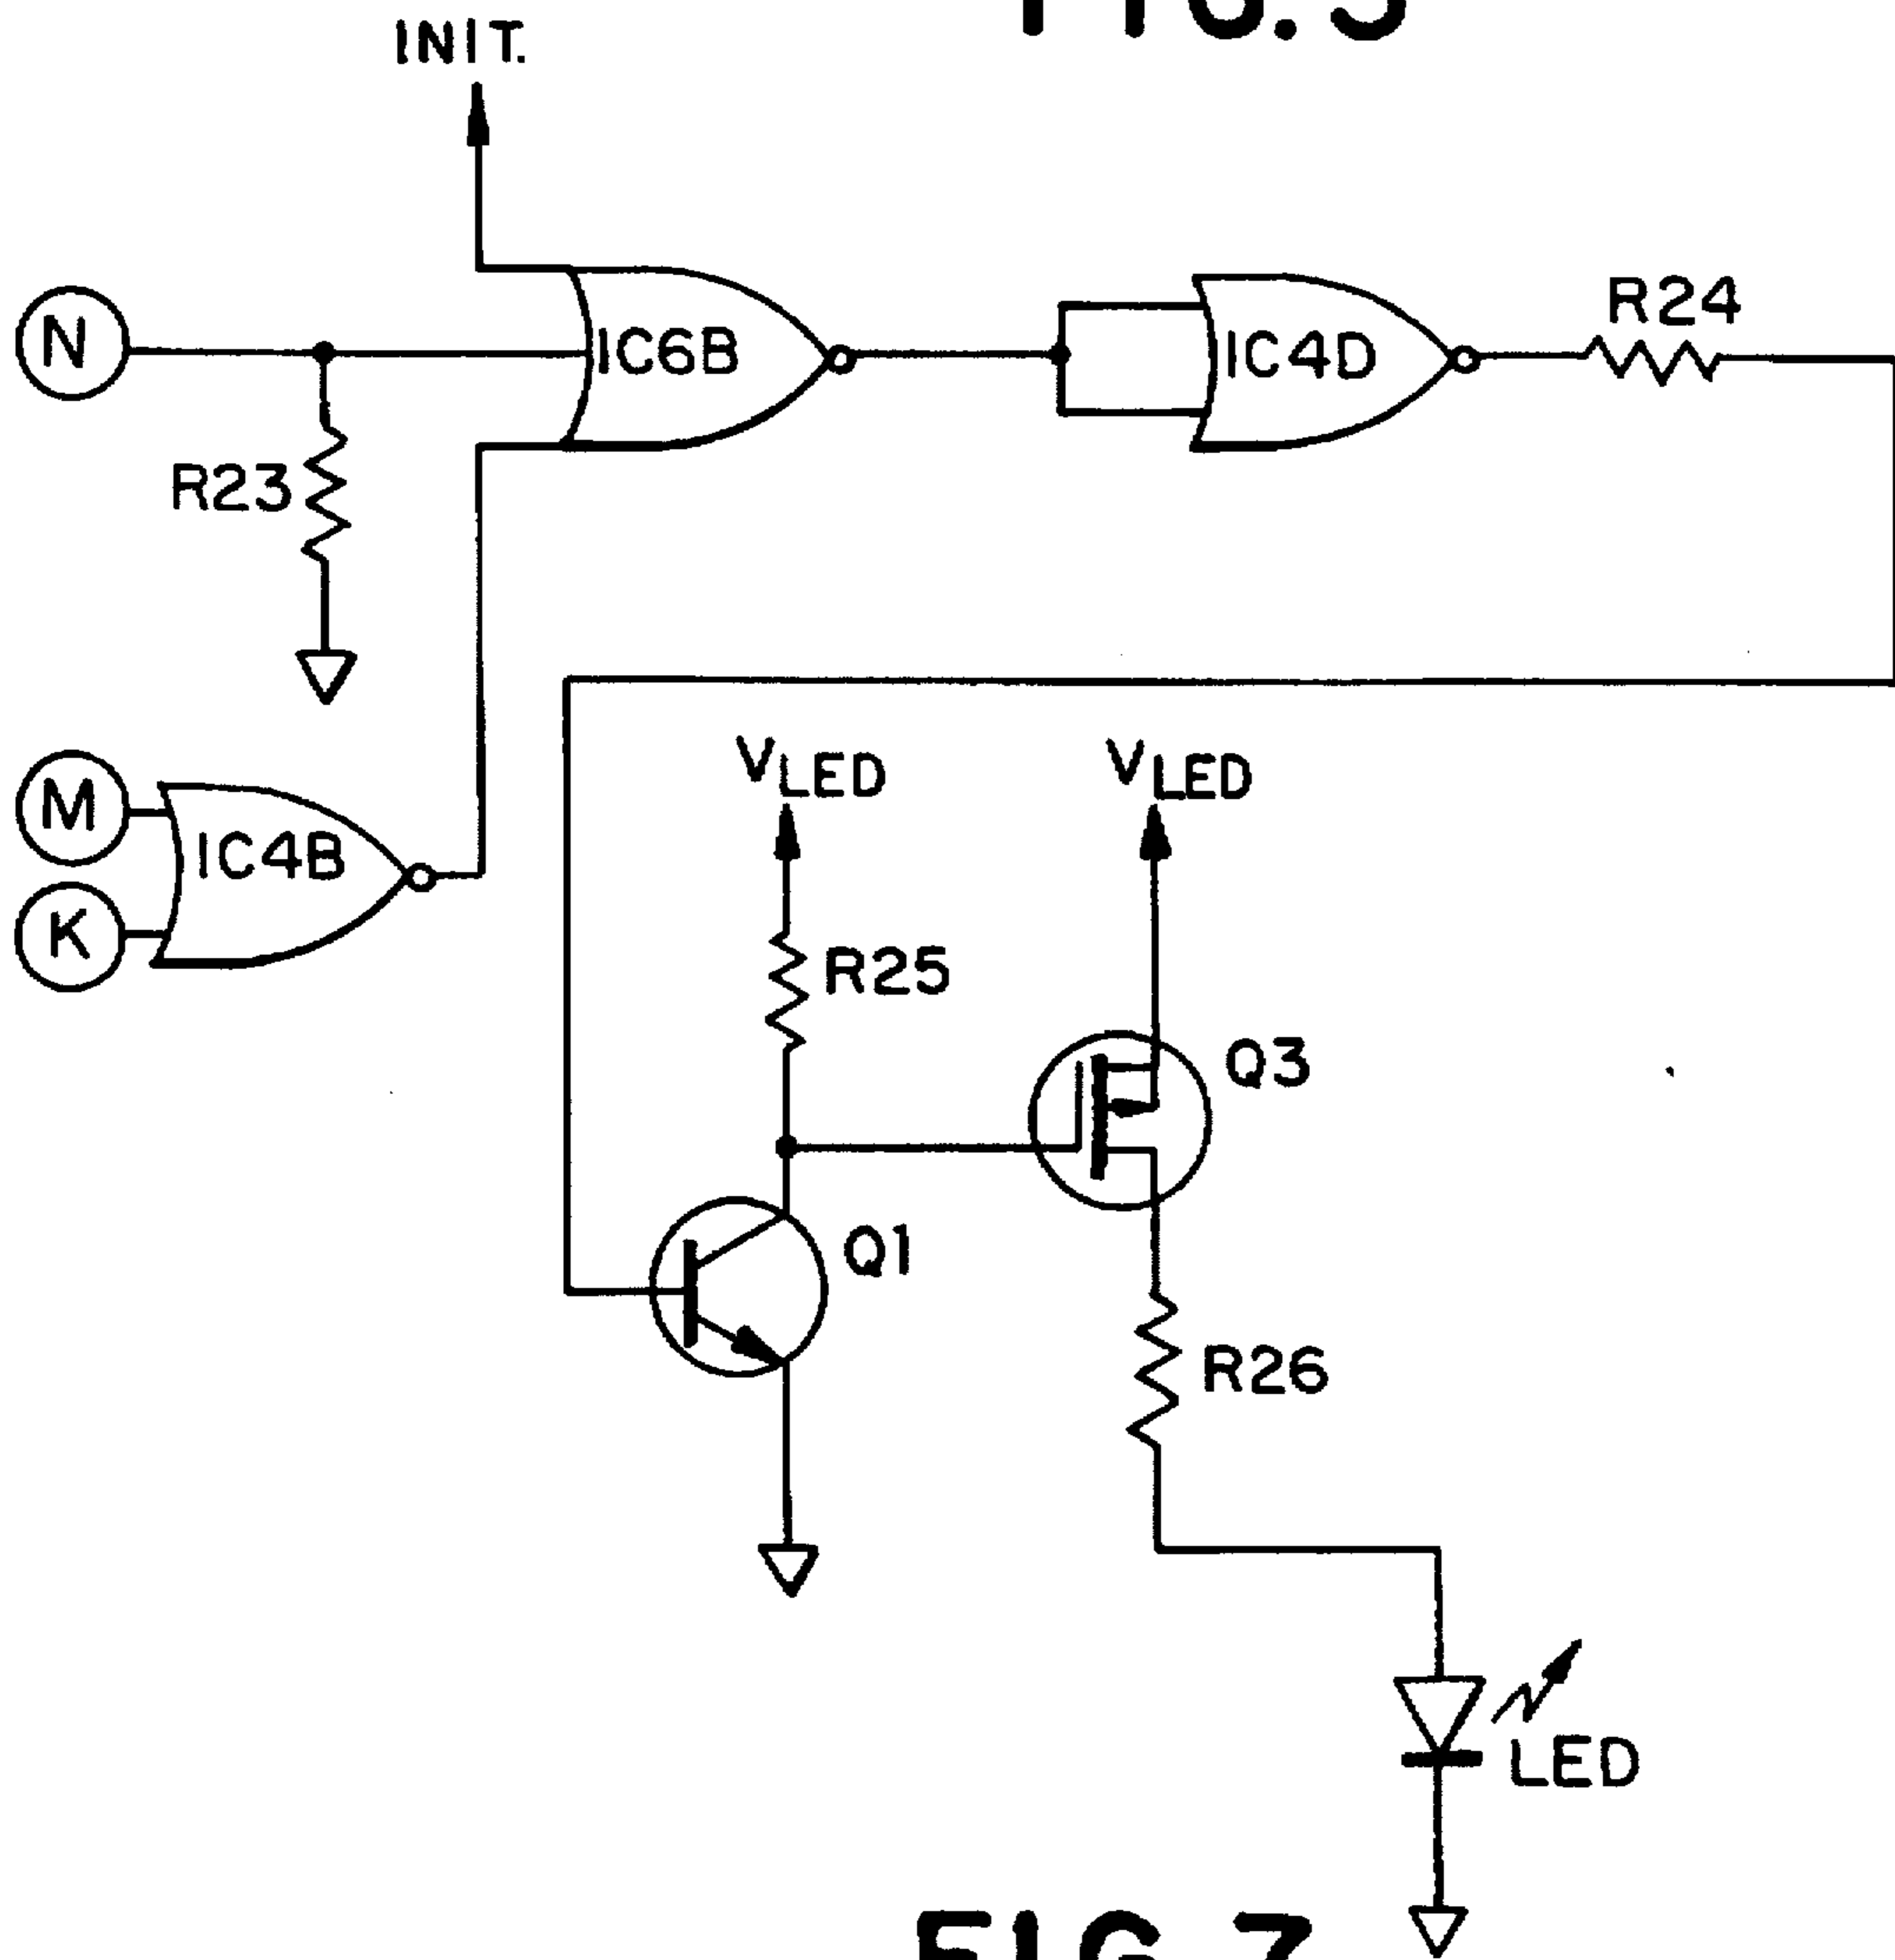 INIT.
N
IC6B
IC4D
R24
R23
VLED
VLED
M
IC4B
K
R25
Q3
Q1
R26
LED